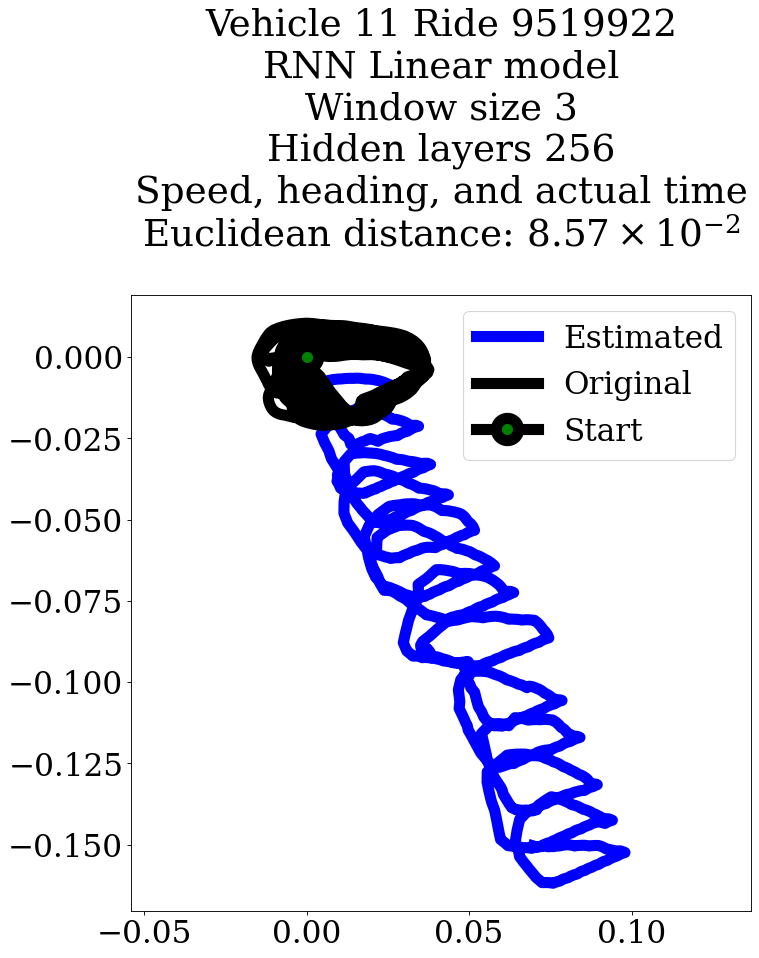 Vehicle 11 Ride 9519922
RNN Linear model
Window size 3
Hidden layers 256
Speed, heading, and actual time
Euclidean distance: 8.57 × 10⁻²
Estimated
Original
Start
0.000
−0.025
−0.050
−0.075
−0.100
−0.125
−0.150
−0.05 0.00 0.05 0.10